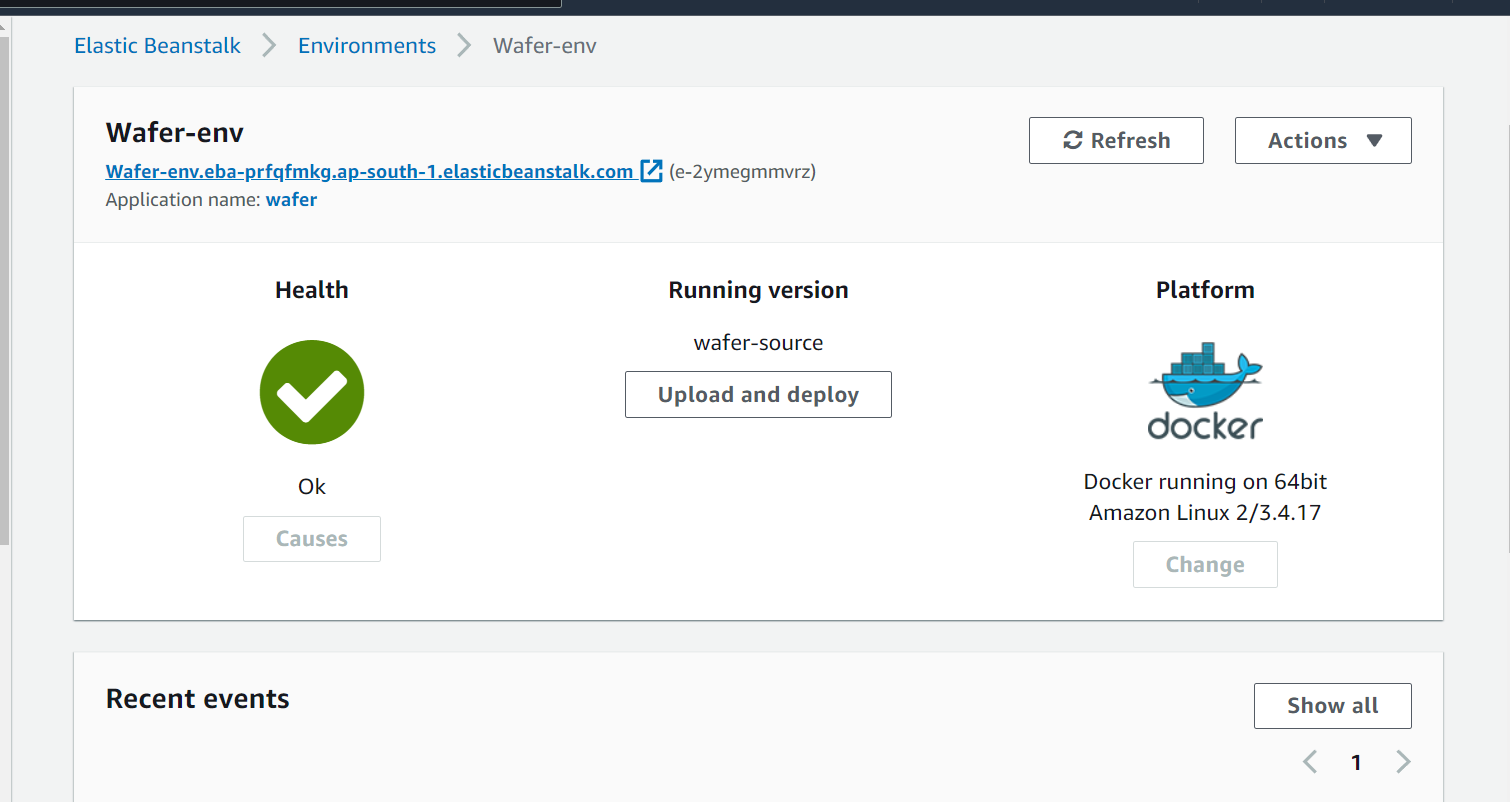 Elastic Beanstalk > Environments > Wafer-env
Wafer-env
Refresh
Actions
Wafer-env.eba-prfqfmkg.ap-south-1.elasticbeanstalk.com (e-2ymegmmvrz)
Application name: wafer
Health
Ok
Causes
Running version
wafer-source
Upload and deploy
Platform
docker
Docker running on 64bit
Amazon Linux 2/3.4.17
Change
Recent events
Show all
1